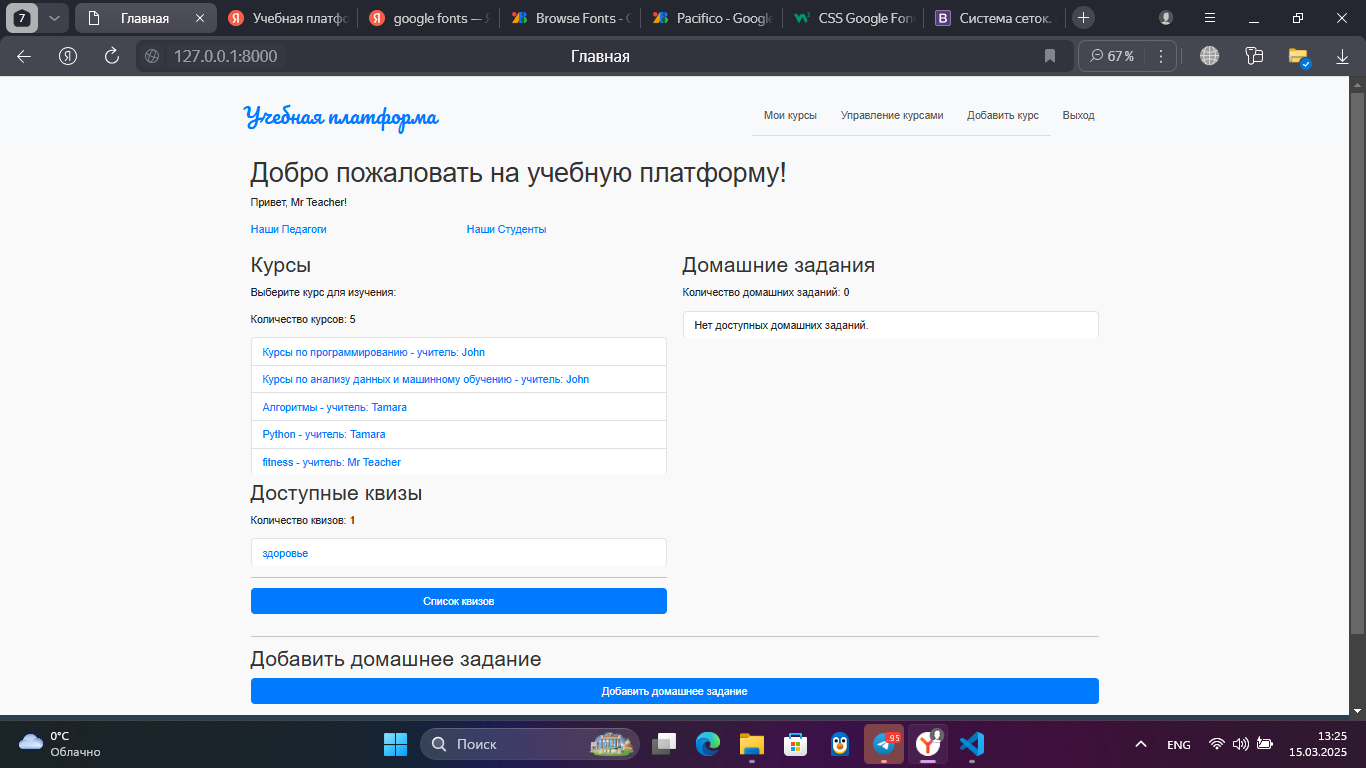 7
Главная
Учебная платфо
google fonts — Я
Browse Fonts - G
Pacifico - Google
CSS Google Fon
Система сеток.
127.0.0.1:8000
Главная
67 %
Учебная платформа
Мои курсы
Управление курсами
Добавить курс
Выход
Добро пожаловать на учебную платформу!
Привет, Mr Teacher!
Наши Педагоги
Наши Студенты
Курсы
Выберите курс для изучения:
Количество курсов: 5
Курсы по программированию - учитель: John
Курсы по анализу данных и машинному обучению - учитель: John
Алгоритмы - учитель: Tamara
Python - учитель: Tamara
fitness - учитель: Mr Teacher
Домашние задания
Количество домашних заданий: 0
Нет доступных домашних заданий.
Доступные квизы
Количество квизов: 1
здоровье
Список квизов
Добавить домашнее задание
Добавить домашнее задание
0°C
Облачно
Поиск
95
ENG
13:25
15.03.2025